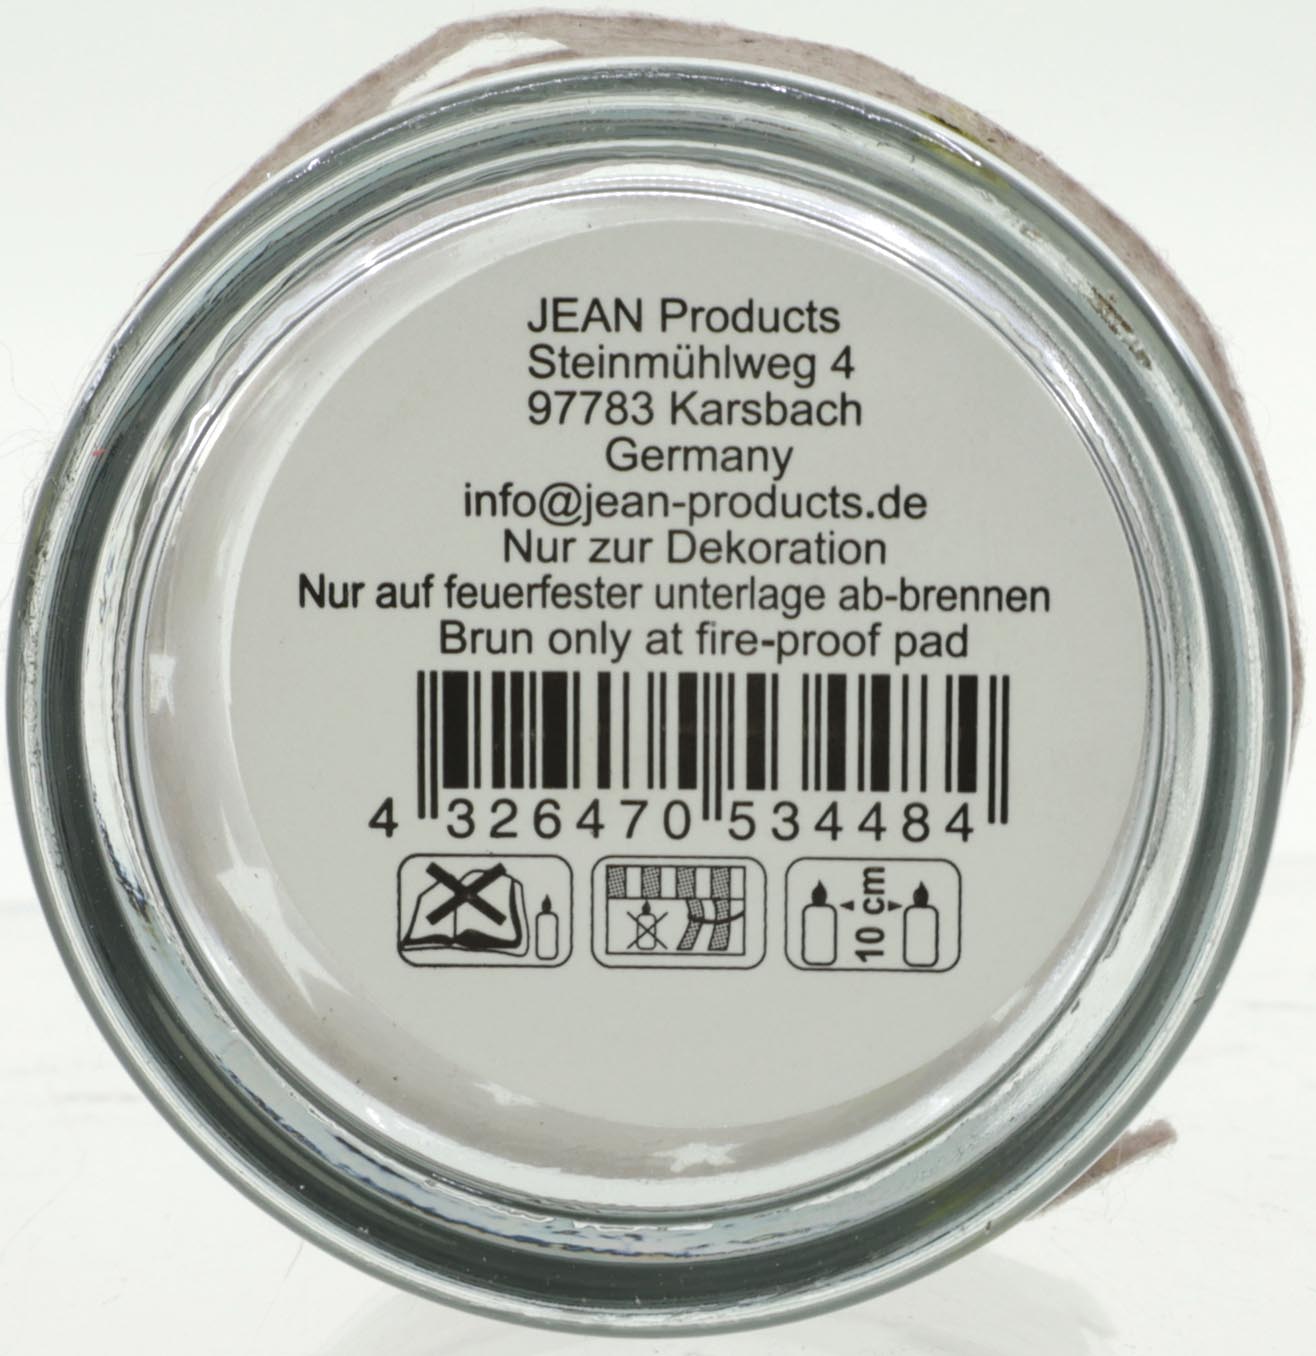 JEAN Products
Steinmühlweg 4
97783 Karsbach
Germany
info@jean-products.de
Nur zur Dekoration
Nur auf feuerfester unterlage ab-brennen
Brun only at fire-proof pad
4 326470 534484
10 cm